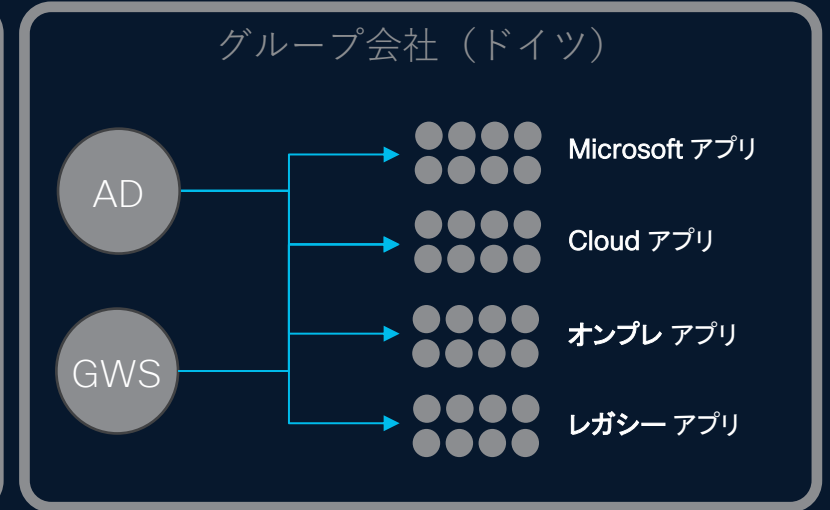 グループ会社（ドイツ）
AD
GWS
Microsoft アプリ
Cloud アプリ
オンプレ アプリ
レガシー アプリ